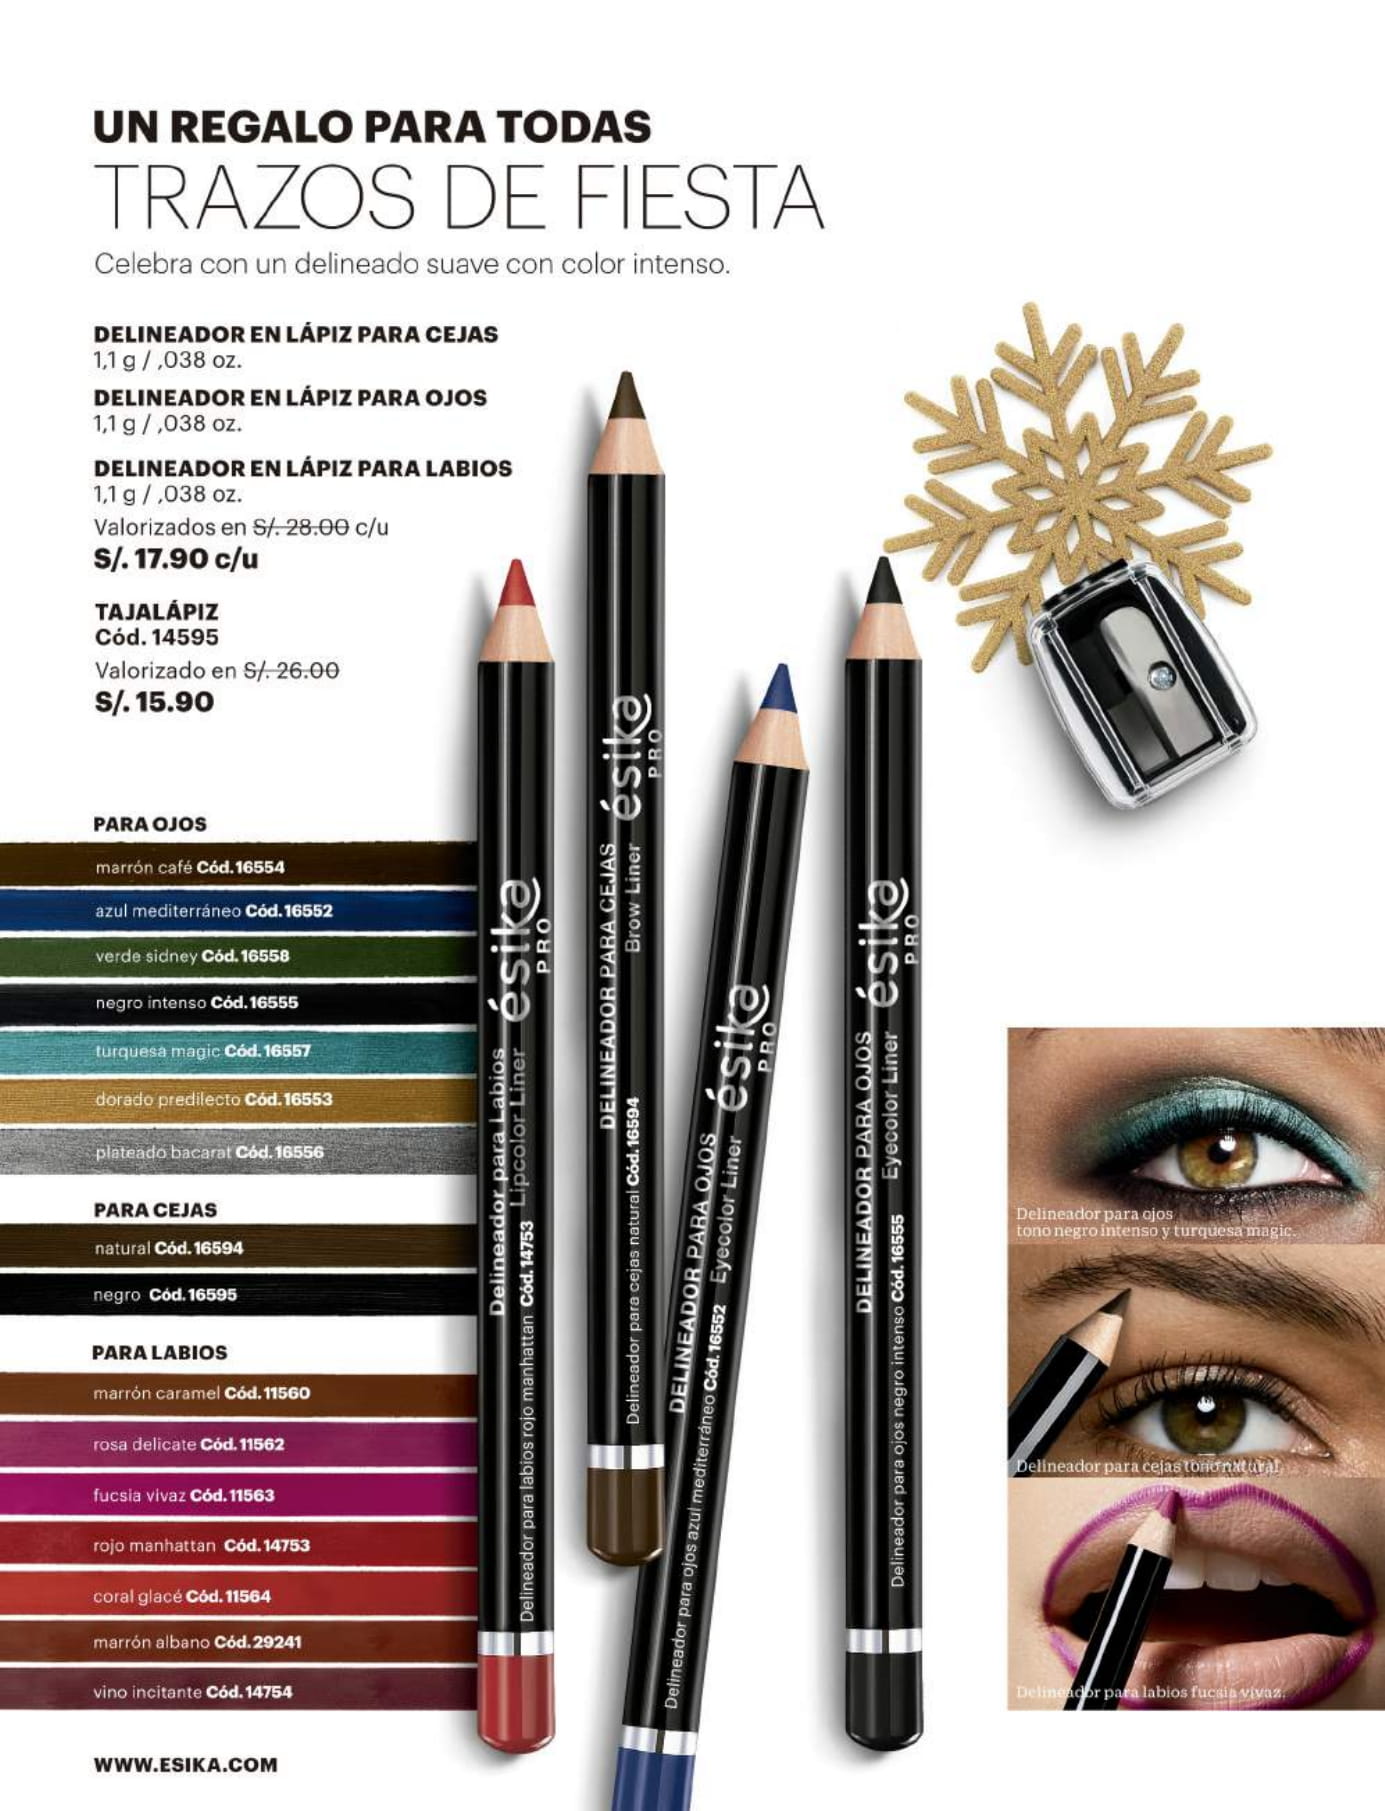 UN REGALO PARA TODAS
TRAZOS DE FIESTA
Celebra con un delineado suave con color intenso.
DELINEADOR EN LÁPIZ PARA CEJAS
1,1 g / ,038 oz.
DELINEADOR EN LÁPIZ PARA OJOS
1,1 g / ,038 oz.
DELINEADOR EN LÁPIZ PARA LABIOS
1,1 g / ,038 oz.
Valorizados en S/. 28.00 c/u
S/. 17.90 c/u
TAJALÁPIZ
Cód. 14595
Valorizado en S/. 26.00
S/. 15.90
PARA OJOS
marrón café Cód.16554
azul mediterráneo Cód.16552
verde sidney Cód.16558
negro intenso Cód.16555
turquesa magic Cód.16557
dorado predilecto Cód.16553
plateado bacarat Cód.16556
PARA CEJAS
natural Cód.16594
negro Cód.16595
PARA LABIOS
marrón caramel Cód.11560
rosa delicate Cód.11562
fucsia vivaz Cód.11563
rojo manhattan Cód.14753
coral glacé Cód.11564
marrón albano Cód.29241
vino incitante Cód.14754
WWW.ESIKA.COM
ésika
PRO
Delineador para Labios
Lipcolor Liner
Delineador para labios rojo manhattan Cód.14753
ésika
PRO
DELINEADOR PARA CEJAS
Brow Liner
Delineador para cejas natural Cód.16594
ésika
PRO
DELINEADOR PARA OJOS
Eyecolor Liner
Delineador para ojos azul mediterráneo Cód.16552
ésika
PRO
DELINEADOR PARA OJOS
Eyecolor Liner
Delineador para ojos negro intenso Cód.16555
Delineador para ojos
tono negro intenso y turquesa magic.
Delineador para cejas tono natural.
Delineador para labios fucsia vivaz.